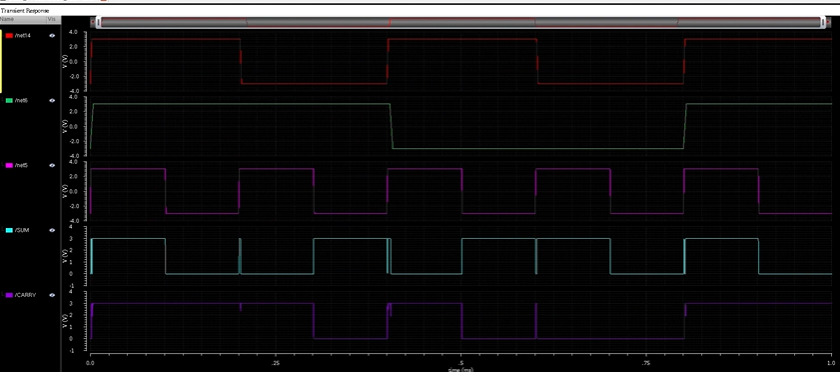 Transient Response
Name Vis
/net14
V (V)
4.0
2.0
0.0
-2.0
-4.0
/net6
V (V)
4.0
2.0
0.0
-2.0
-4.0
/net5
V (V)
4.0
2.0
0.0
-2.0
-4.0
/SUM
V (V)
4
3
2
1
0
-1
/CARRY
V (V)
4
3
2
1
0
-1
0.0 .25 .5 .75 1.0
time (ms)